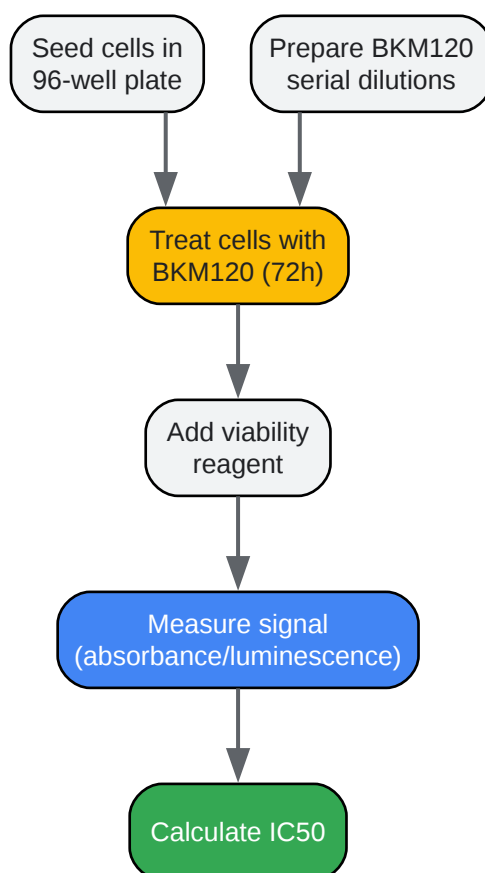 Seed cells in
96-well plate
Prepare BKM120
serial dilutions
Treat cells with
BKM120 (72h)
Add viability
reagent
Measure signal
(absorbance/luminescence)
Calculate IC50